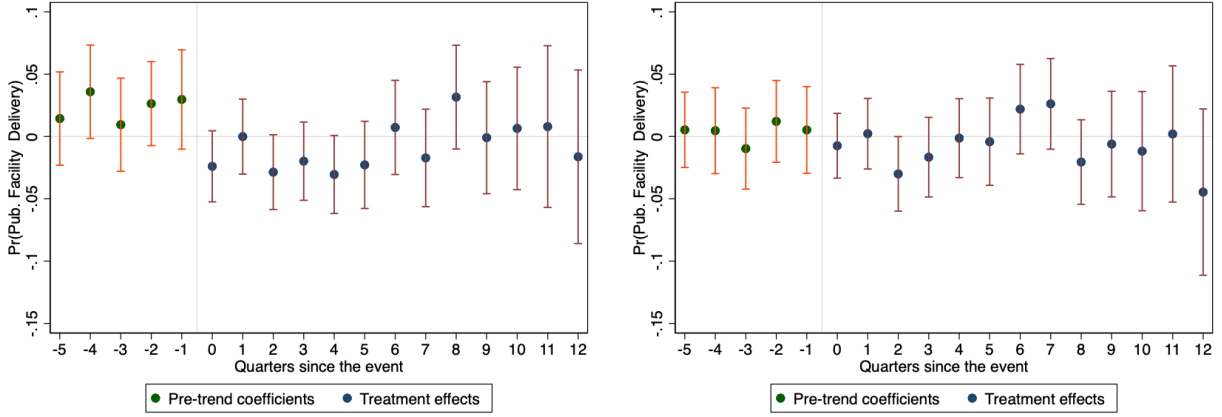 Pr(Pub. Facility Delivery)
.1
.05
0
-.05
-.1
-.15
-5 -4 -3 -2 -1 0 1 2 3 4 5 6 7 8 9 10 11 12
Quarters since the event
Pre-trend coefficients Treatment effects
Pr(Pub. Facility Delivery)
.1
.05
0
-.05
-.1
-.15
-5 -4 -3 -2 -1 0 1 2 3 4 5 6 7 8 9 10 11 12
Quarters since the event
Pre-trend coefficients Treatment effects